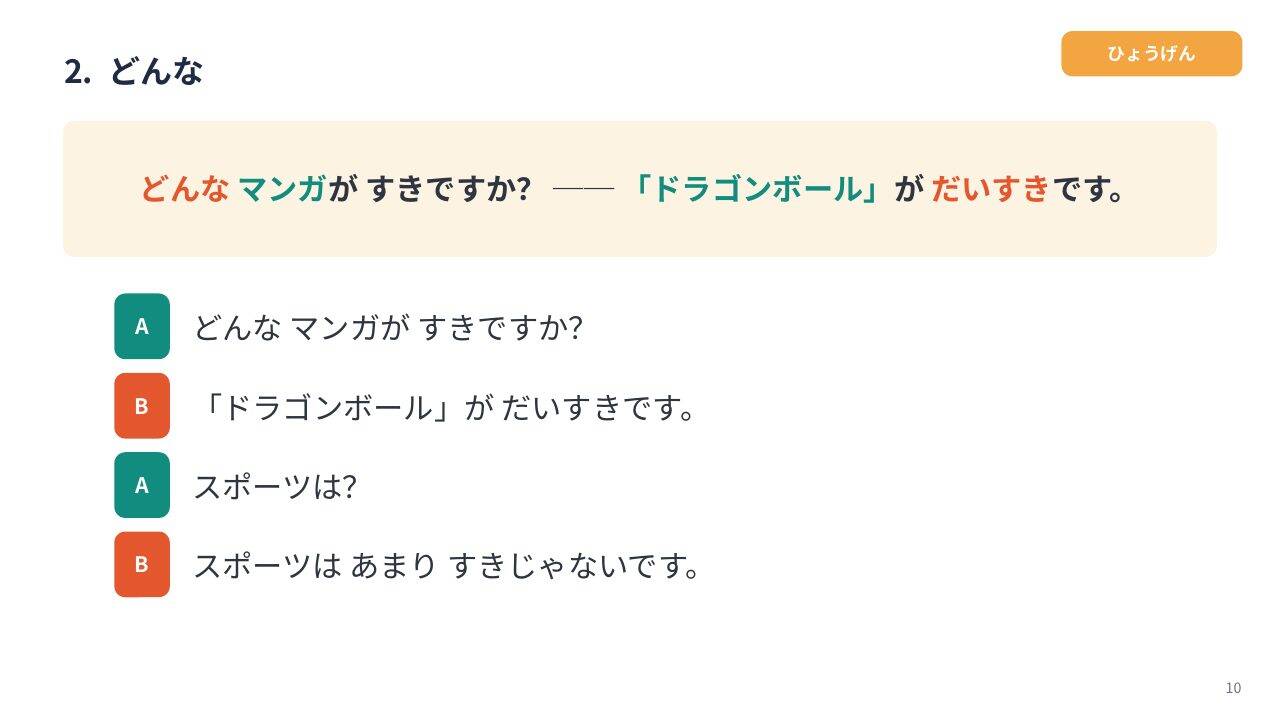 2. どんな
ひょうげん
どんな マンガが すきですか? ──「ドラゴンボール」が だいすきです。
A どんな マンガが すきですか?
B 「ドラゴンボール」が だいすきです。
A スポーツは?
B スポーツは あまり すきじゃないです。
10